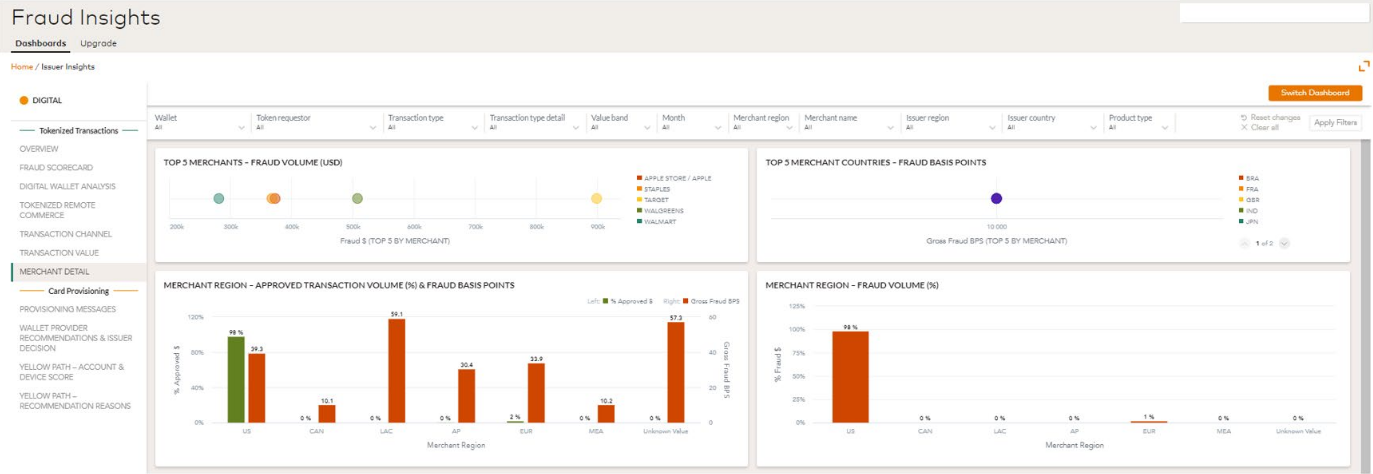 Fraud Insights
Dashboards Upgrade
Home / Issuer Insights
DIGITAL
Switch Dashboard
Tokenized Transactions
OVERVIEW
FRAUD SCORECARD
DIGITAL WALLET ANALYSIS
TOKENIZED REMOTE
COMMERCE
TRANSACTION CHANNEL
TRANSACTION VALUE
MERCHANT DETAIL
Card Provisioning
PROVISIONING MESSAGES
WALLET PROVIDER
RECOMMENDATIONS & ISSUER
DECISION
YELLOW PATH – ACCOUNT &
DEVICE SCORE
YELLOW PATH –
RECOMMENDATION REASONS
Wallet Token requestor Transaction type Transaction type detail Value band Month Merchant region Merchant name Issuer region Issuer country Product type
All All All All All All All All All All All
Reset changes
Clear all
Apply Filters
TOP 5 MERCHANTS – FRAUD VOLUME (USD)
APPLE STORE / APPLE
STAPLES
TARGET
WALGREENS
WALMART
200k 300k 400k 500k 600k 700k 800k 900k
Fraud $ (TOP 5 BY MERCHANT)
TOP 5 MERCHANT COUNTRIES – FRAUD BASIS POINTS
BRA
FRA
GBR
IND
JPN
1 of 2
10 000
Gross Fraud BPS (TOP 5 BY MERCHANT)
MERCHANT REGION – APPROVED TRANSACTION VOLUME (%) & FRAUD BASIS POINTS
Left: % Approved $ Right: Gross Fraud BPS
120%
80%
40%
0%
% Approved $
98 % 39.3 0 % 10.1 0 % 59.1 0 % 30.4 2 % 33.9 0 % 10.2 0 % 57.3
60
40
20
0
Gross Fraud BPS
US CAN LAC AP EUR MEA Unknown Value
Merchant Region
MERCHANT REGION – FRAUD VOLUME (%)
125%
100%
75%
50%
25%
0%
% Fraud $
98 % 0 % 0 % 0 % 1 % 0 % 0 %
US CAN LAC AP EUR MEA Unknown Value
Merchant Region